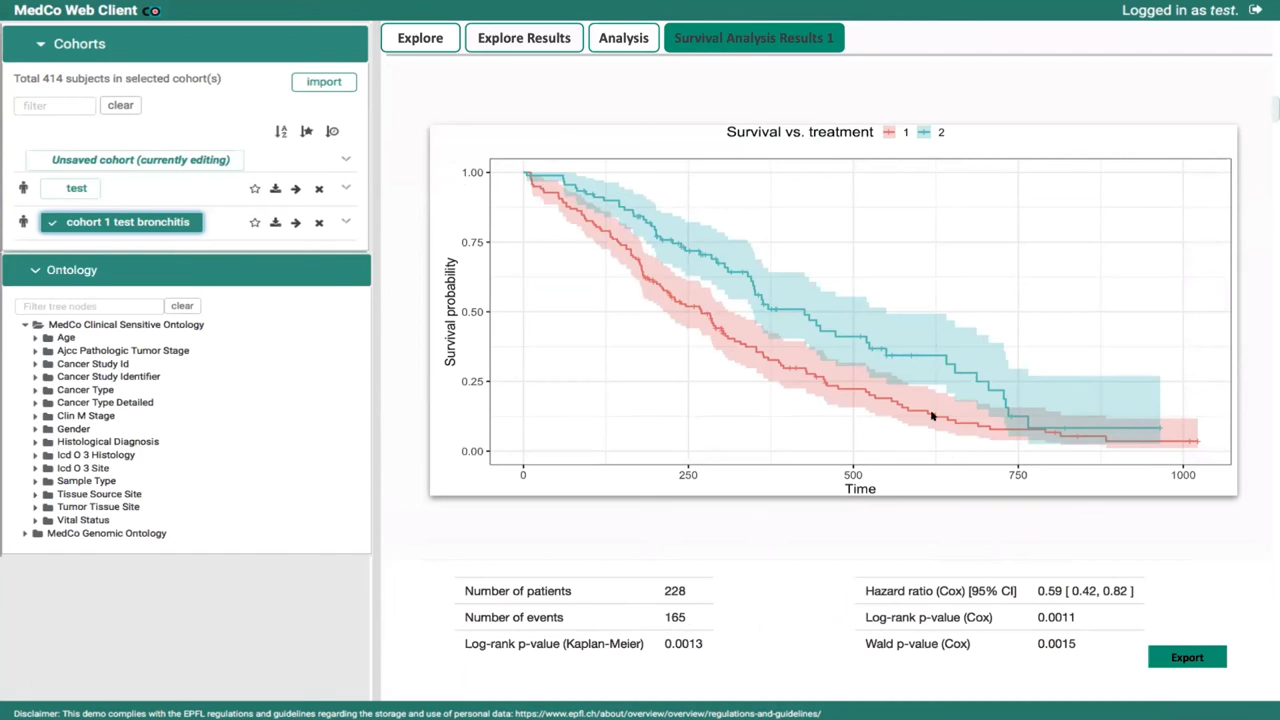 MedCo Web Client co
Logged in as test.
Cohorts
Total 414 subjects in selected cohort(s)
import
filter
clear
Unsaved cohort (currently editing)
test
cohort 1 test bronchitis
Ontology
Filter tree nodes
clear
MedCo Clinical Sensitive Ontology
Age
Ajcc Pathologic Tumor Stage
Cancer Study Id
Cancer Study Identifier
Cancer Type
Cancer Type Detailed
Clin M Stage
Gender
Histological Diagnosis
Icd O 3 Histology
Icd O 3 Site
Sample Type
Tissue Source Site
Tumor Tissue Site
Vital Status
MedCo Genomic Ontology
Explore
Explore Results
Analysis
Survival Analysis Results 1
Survival vs. treatment 1 2
Survival probability
1.00
0.75
0.50
0.25
0.00
0 250 500 750 1000
Time
Number of patients 228
Number of events 165
Log-rank p-value (Kaplan-Meier) 0.0013
Hazard ratio (Cox) [95% CI] 0.59 [ 0.42, 0.82 ]
Log-rank p-value (Cox) 0.0011
Wald p-value (Cox) 0.0015
Export
Disclaimer: This demo complies with the EPFL regulations and guidelines regarding the storage and use of personal data: https://www.epfl.ch/about/overview/overview/regulations-and-guidelines/